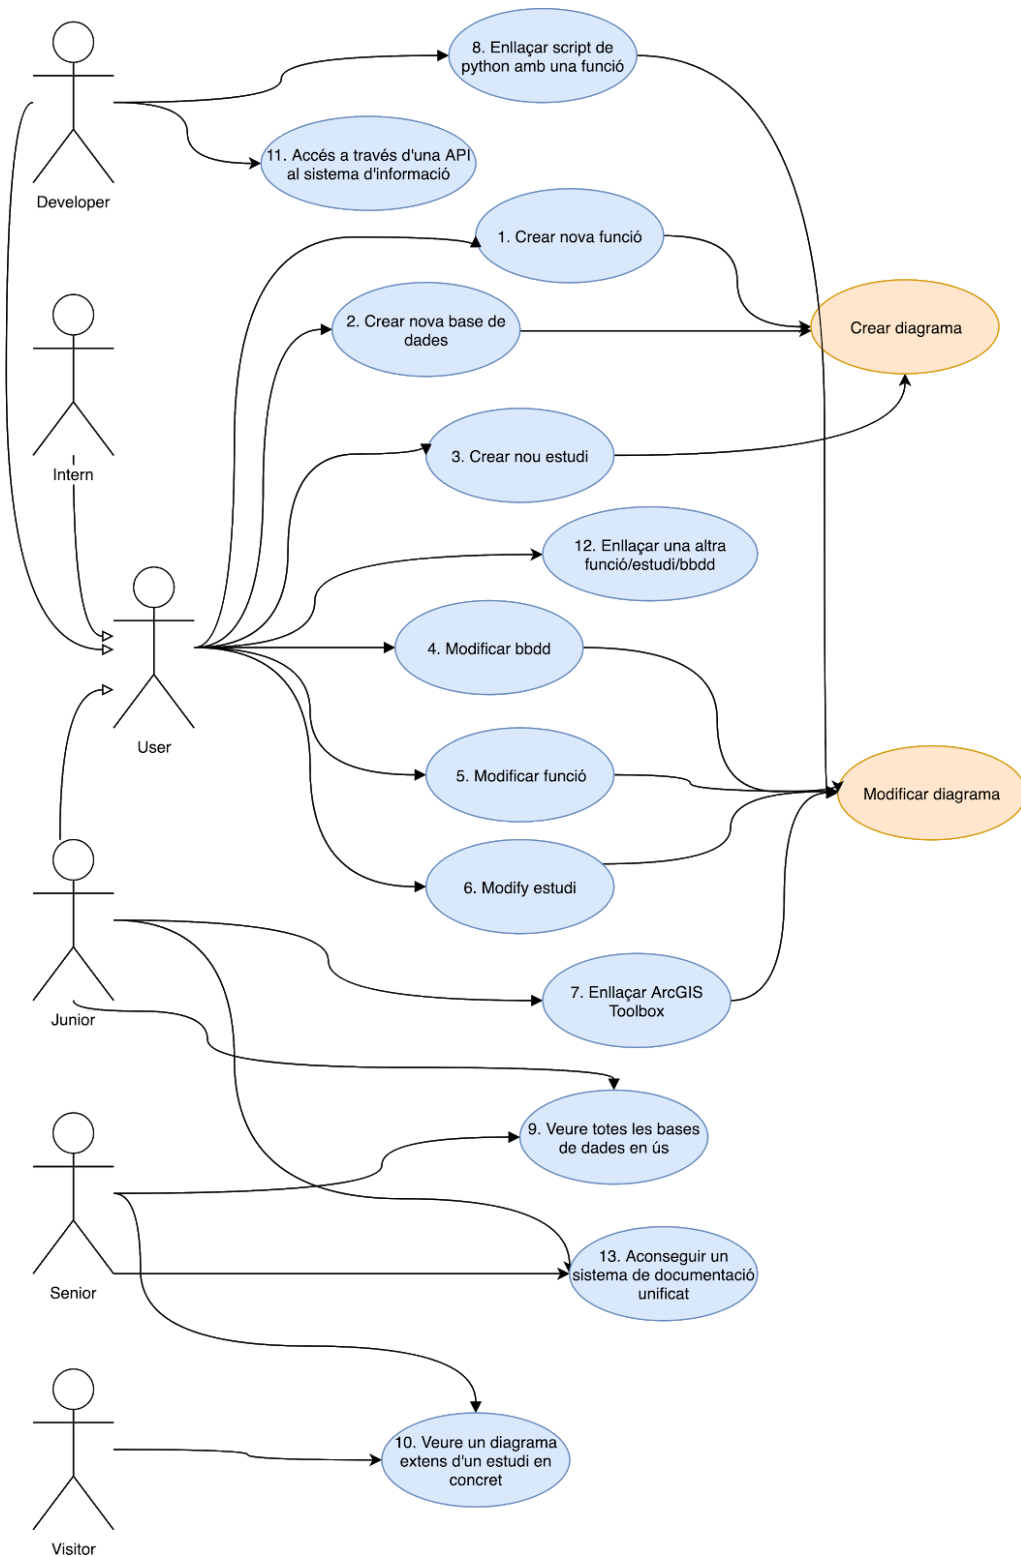 8. Enllaçar script de
python amb una funció
11. Accés a través d'una API
al sistema d'informació
Developer
1. Crear nova funció
2. Crear nova base de
dades
Crear diagrama
3. Crear nou estudi
Intern
12. Enllaçar una altra
funció/estudi/bbdd
4. Modificar bbdd
User
5. Modificar funció
Modificar diagrama
6. Modify estudi
7. Enllaçar ArcGIS
Toolbox
Junior
9. Veure totes les bases
de dades en ús
13. Aconseguir un
sistema de documentació
unificat
Senior
10. Veure un diagrama
extens d'un estudi en
concret
Visitor